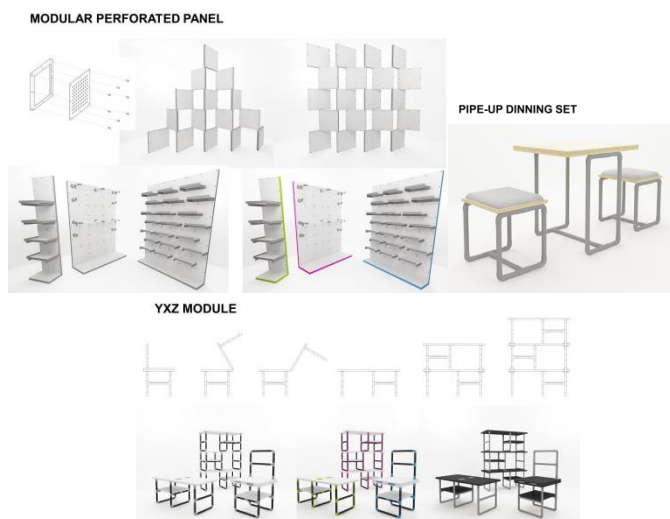 MODULAR PERFORATED PANEL
PIPE-UP DINNING SET
YXZ MODULE